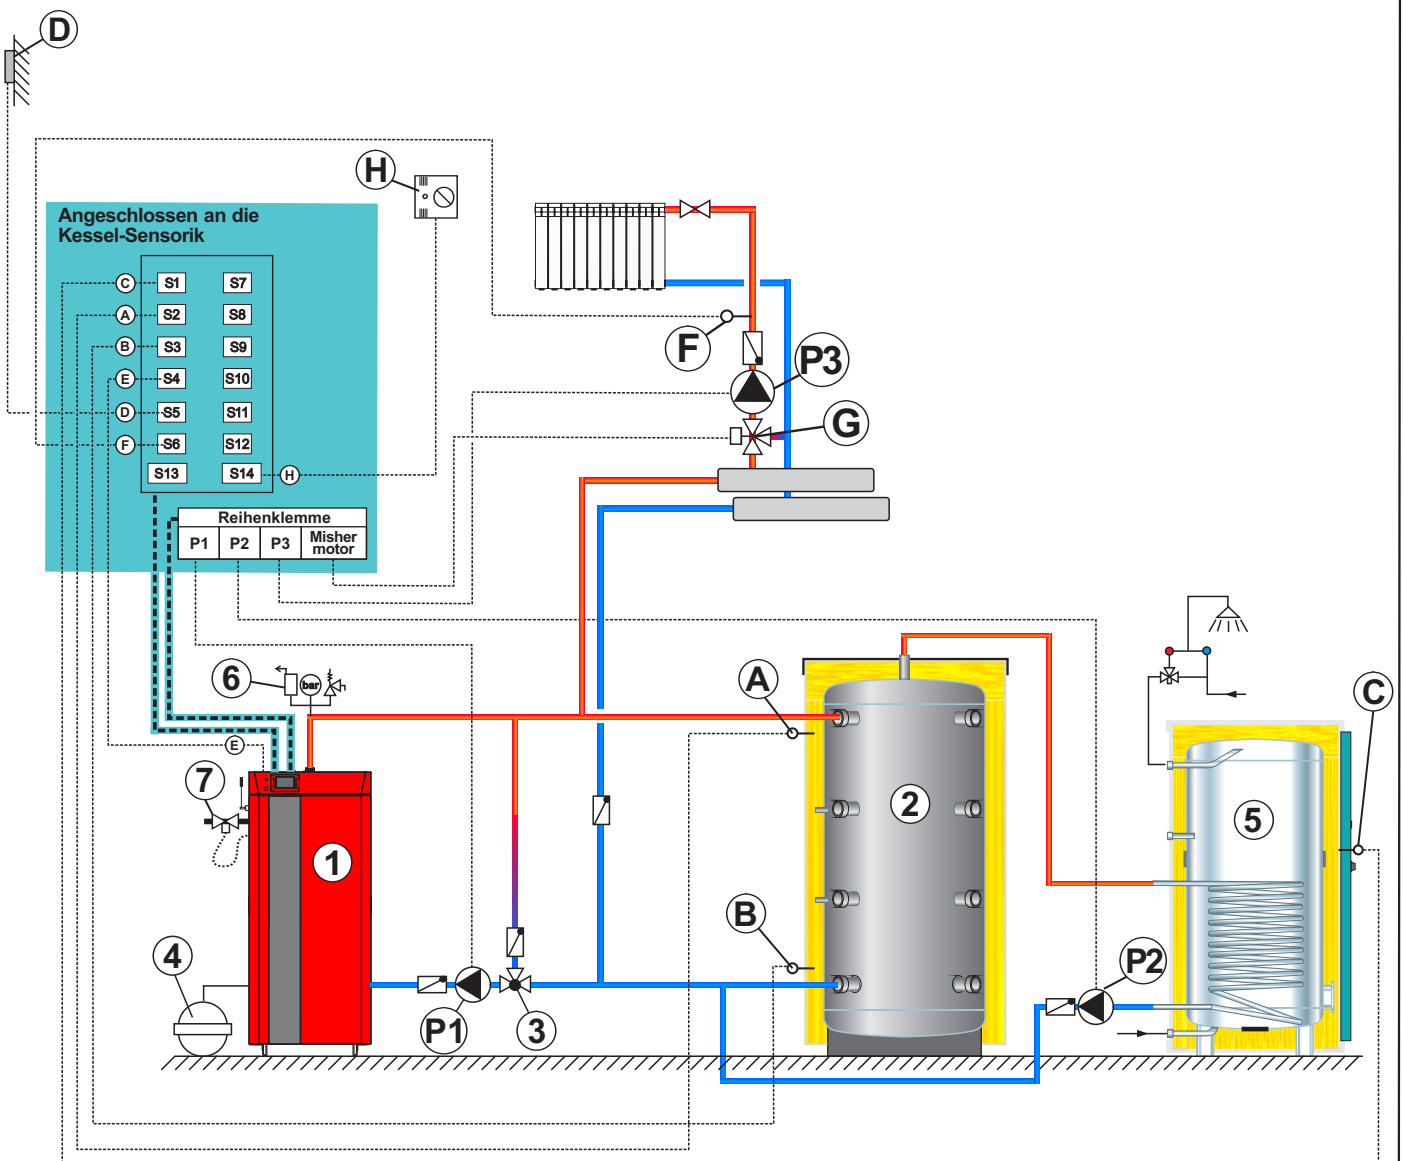 D
H
Angeschlossen an die
Kessel-Sensorik
C S1 S7
A S2 S8
B S3 S9
E S4 S10
D S5 S11
F S6 S12
S13 S14 H
Reihenklemme
P1 P2 P3 Misher
motor
F
P3
G
6
bar
A
C
E
7
2
5
1
B
4
P2
P1
3